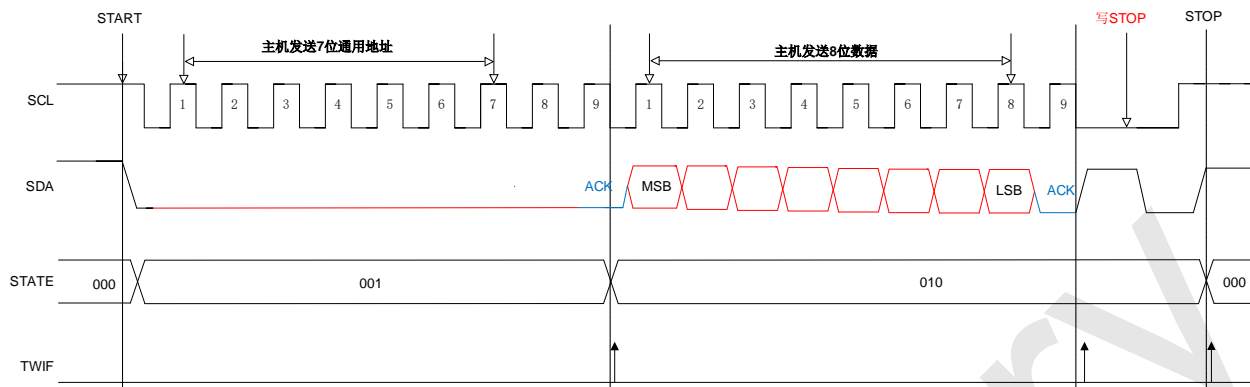 START
写STOP
STOP
主机发送7位通用地址
主机发送8位数据
SCL
1 2 3 4 5 6 7 8 9 1 2 3 4 5 6 7 8 9
SDA
ACK
MSB
LSB
ACK
STATE
000
001
010
000
TWIF